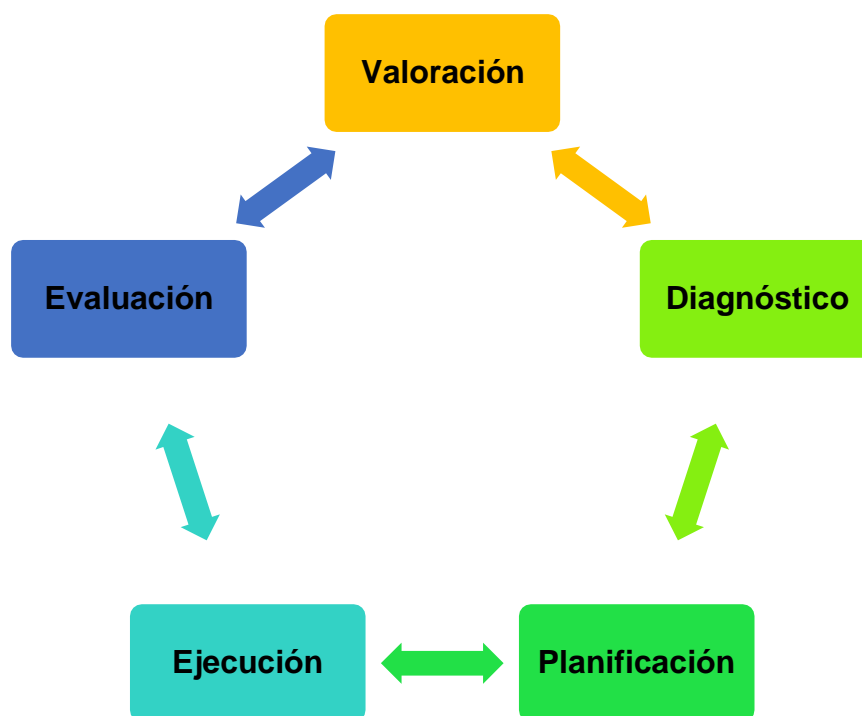 Valoración
Evaluación
Diagnóstico
Ejecución
Planificación